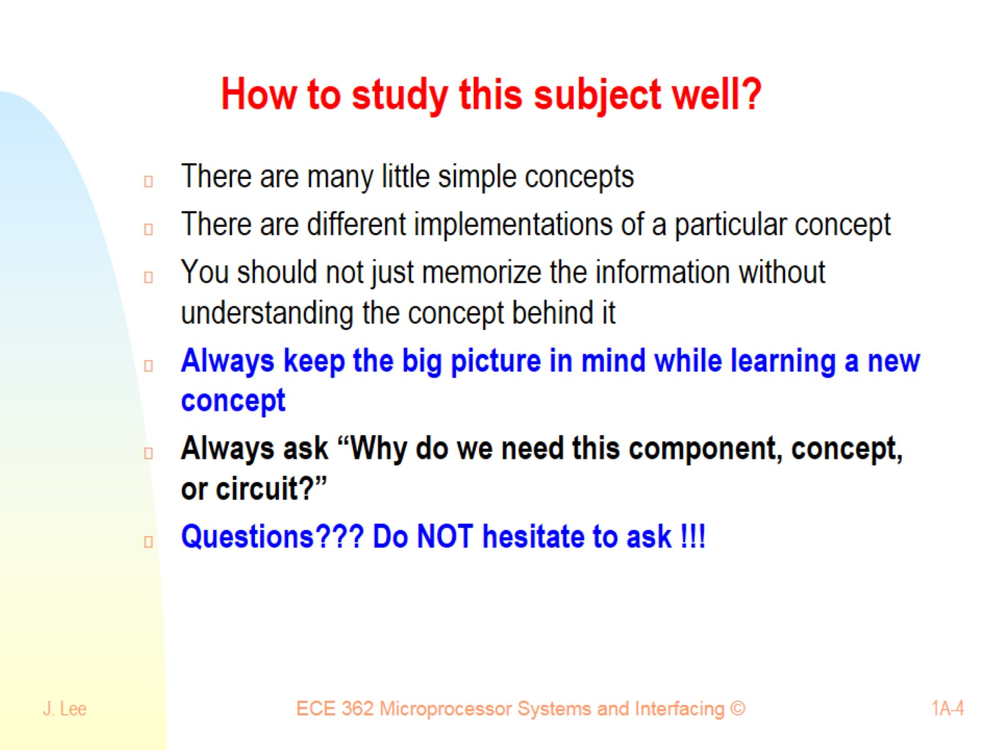 How to study this subject well?
There are many little simple concepts
There are different implementations of a particular concept
You should not just memorize the information without
understanding the concept behind it
Always keep the big picture in mind while learning a new
concept
Always ask “Why do we need this component, concept,
or circuit?”
Questions??? Do NOT hesitate to ask !!!
J. Lee
ECE 362 Microprocessor Systems and Interfacing ©
1A-4